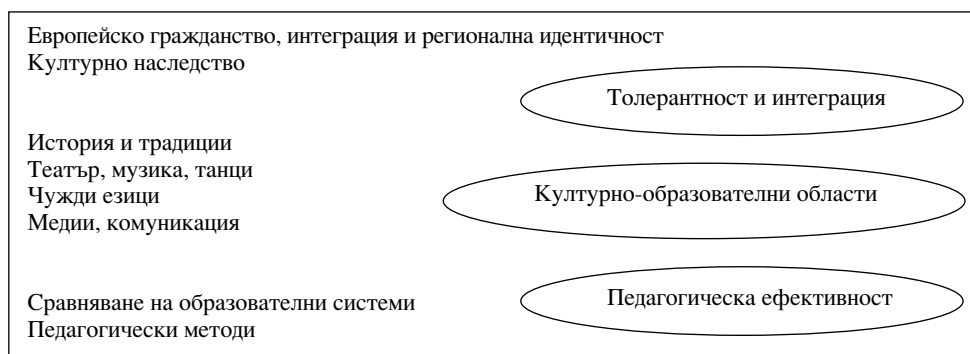 Европейско гражданство, интеграция и регионална идентичност
Културно наследство
Толерантност и интеграция
История и традиции
Театър, музика, танци
Чужди езици
Медии, комуникация
Културно-образователни области
Сравняване на образователни системи
Педагогически методи
Педагогическа ефективност